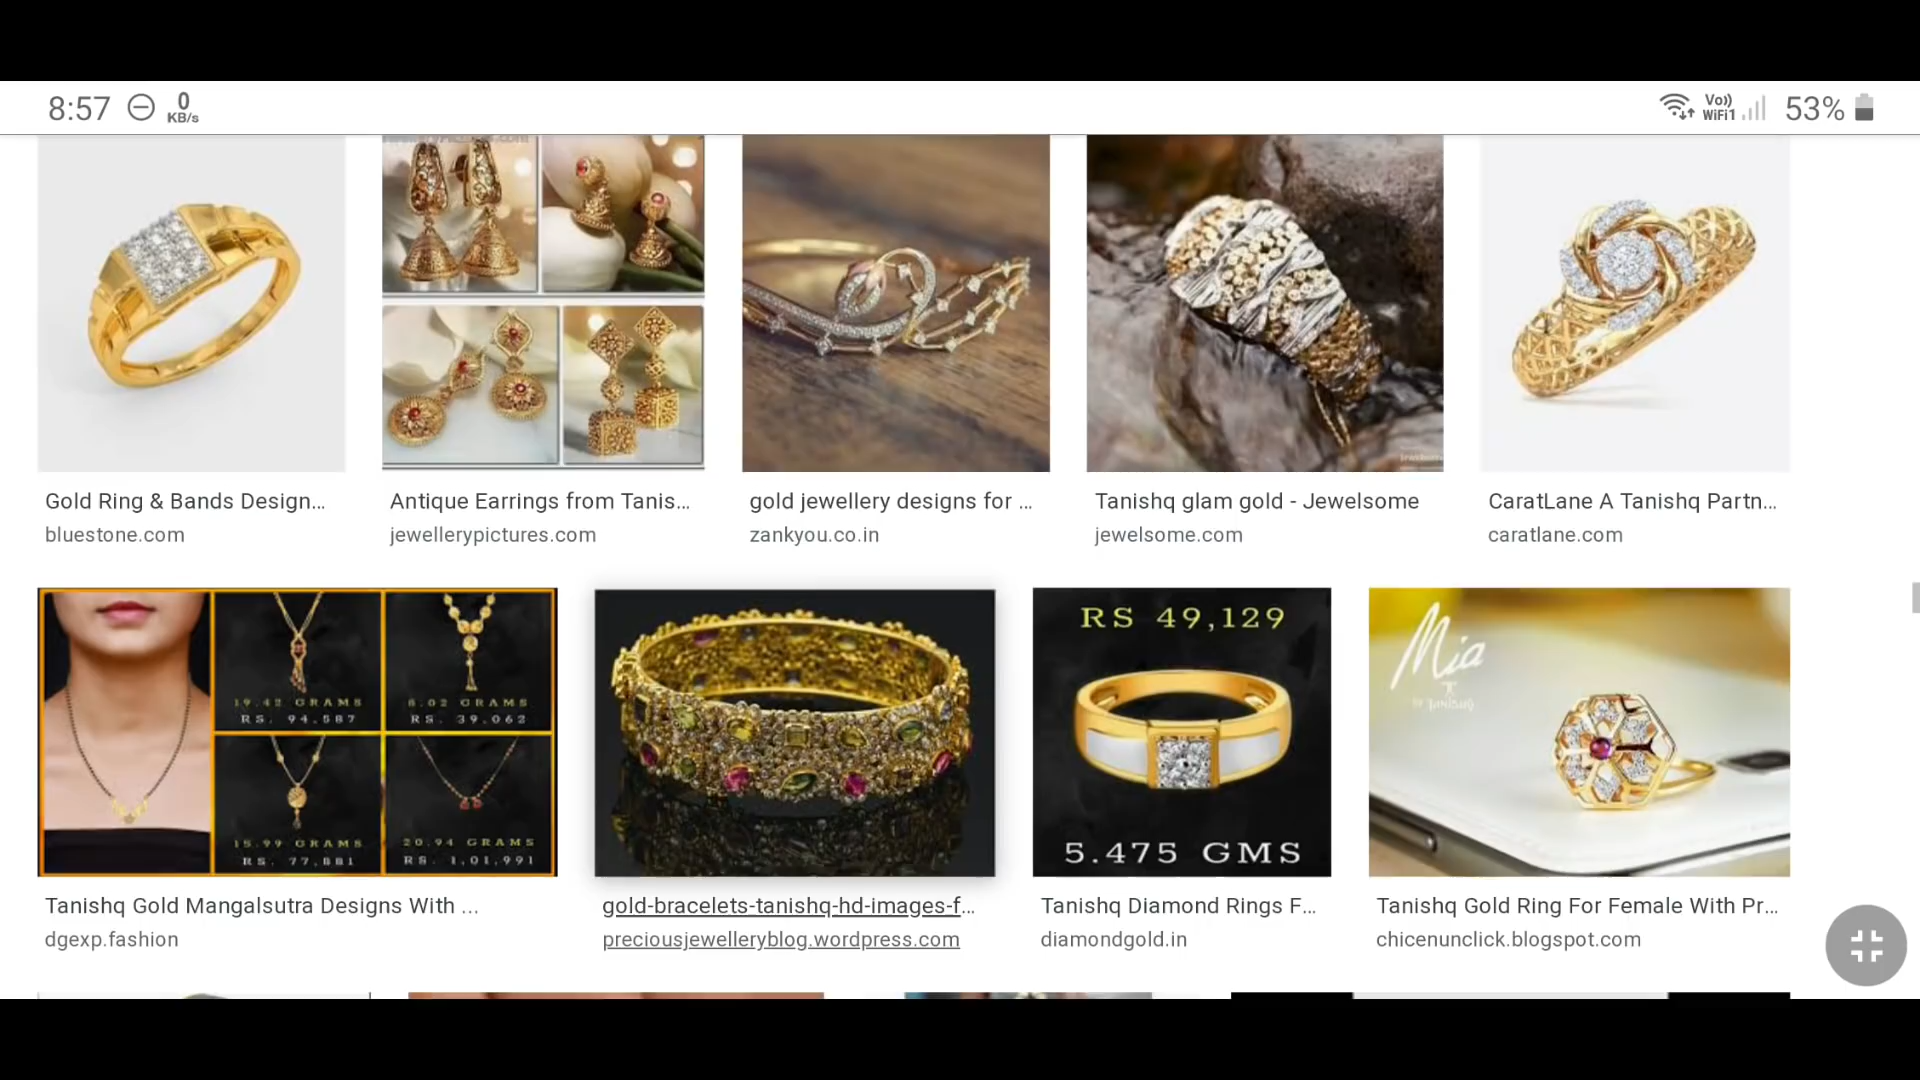 8:57 0 KB/s Vo)) WiFi1 53%
Gold Ring & Bands Design...
bluestone.com
Antique Earrings from Tanis...
jewellerypictures.com
gold jewellery designs for ...
zankyou.co.in
Tanishq glam gold - Jewelsome
jewelsome.com
CaratLane A Tanishq Partn...
caratlane.com
19.42 GRAMS
RS. 94,587
8.02 GRAMS
RS. 39,062
15.99 GRAMS
RS. 77,881
20.94 GRAMS
RS. 1,01,991
RS 49,129
5.475 GMS
Mia
BY TANISHQ
Tanishq Gold Mangalsutra Designs With ...
dgexp.fashion
gold-bracelets-tanishq-hd-images-f...
preciousjewelleryblog.wordpress.com
Tanishq Diamond Rings F...
diamondgold.in
Tanishq Gold Ring For Female With Pr...
chicenunclick.blogspot.com